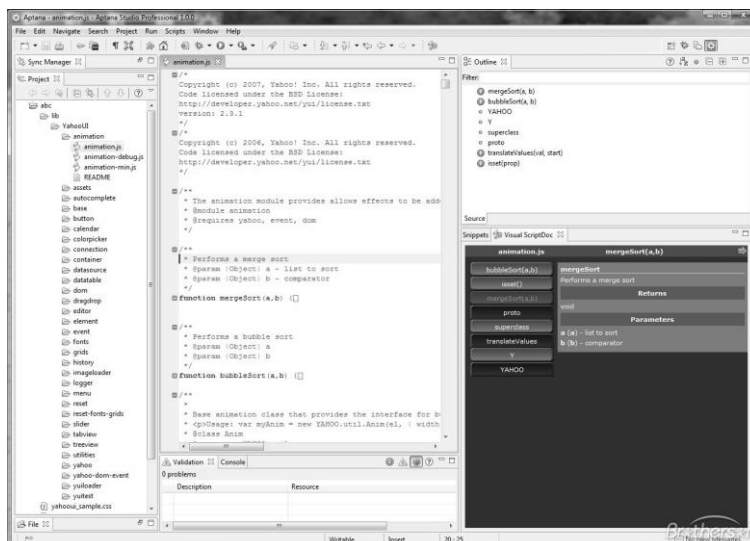 Aptana - animation.js - Aptana Studio Professional 1.0.0
File Edit Navigate Search Project Run Scripts Window Help
Sync Manager
Project
abc
lib
YahooUI
animation
animation.js
animation-debug.js
animation-min.js
README
assets
autocomplete
base
button
calendar
colorpicker
connection
container
datasource
datatable
dom
dragdrop
editor
element
event
fonts
grids
history
imageloader
logger
menu
reset
reset-fonts-grids
slider
tabview
treeview
utilities
yahoo
yahoo-dom-event
yuiloader
yuitest
yahooui_sample.css
File
animation.js
/*
Copyright (c) 2007, Yahoo! Inc. All rights reserved.
Code licensed under the BSD License:
http://developer.yahoo.net/yui/license.txt
version: 2.3.1
*/
/*
Copyright (c) 2006, Yahoo! Inc. All rights reserved.
Code licensed under the BSD License:
http://developer.yahoo.net/yui/license.txt
*/
/**
* The animation module provides allows effects to be add
* @module animation
* @requires yahoo, event, dom
*/
/**
* Performs a merge sort
* @param {Object} a - list to sort
* @param {Object} b - comparator
*/
function mergeSort(a,b) {
/**
* Performs a bubble sort
* @param {Object} a
* @param {Object} b
*/
function bubbleSort(a,b) {
/**
*
* Base animation class that provides the interface for b
* <p>Usage: var myAnim = new YAHOO.util.Anim(el, { width
* @class Anim
Validation Console
0 problems
Description Resource
Writable Insert 20 : 25
Outline
Filter:
mergeSort(a, b)
bubbleSort(a, b)
YAHOO
Y
superclass
proto
translateValues(val, start)
isset(prop)
Source
Snippets Visual ScriptDoc
animation.js mergeSort(a,b)
bubbleSort(a,b)
isset()
mergeSort(a,b)
proto
superclass
translateValues
Y
YAHOO
mergeSort
Performs a merge sort
Returns
void
Parameters
a (a) - list to sort
b (b) - comparator
Brothers